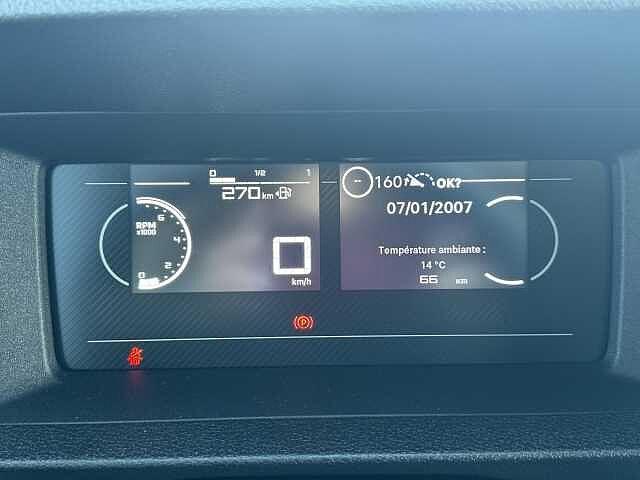 0 1/2 1
270 km
RPM
x1000
6
4
2
0
0
km/h
-- 160 OK?
07/01/2007
Température ambiante :
14 °C
66 km
P